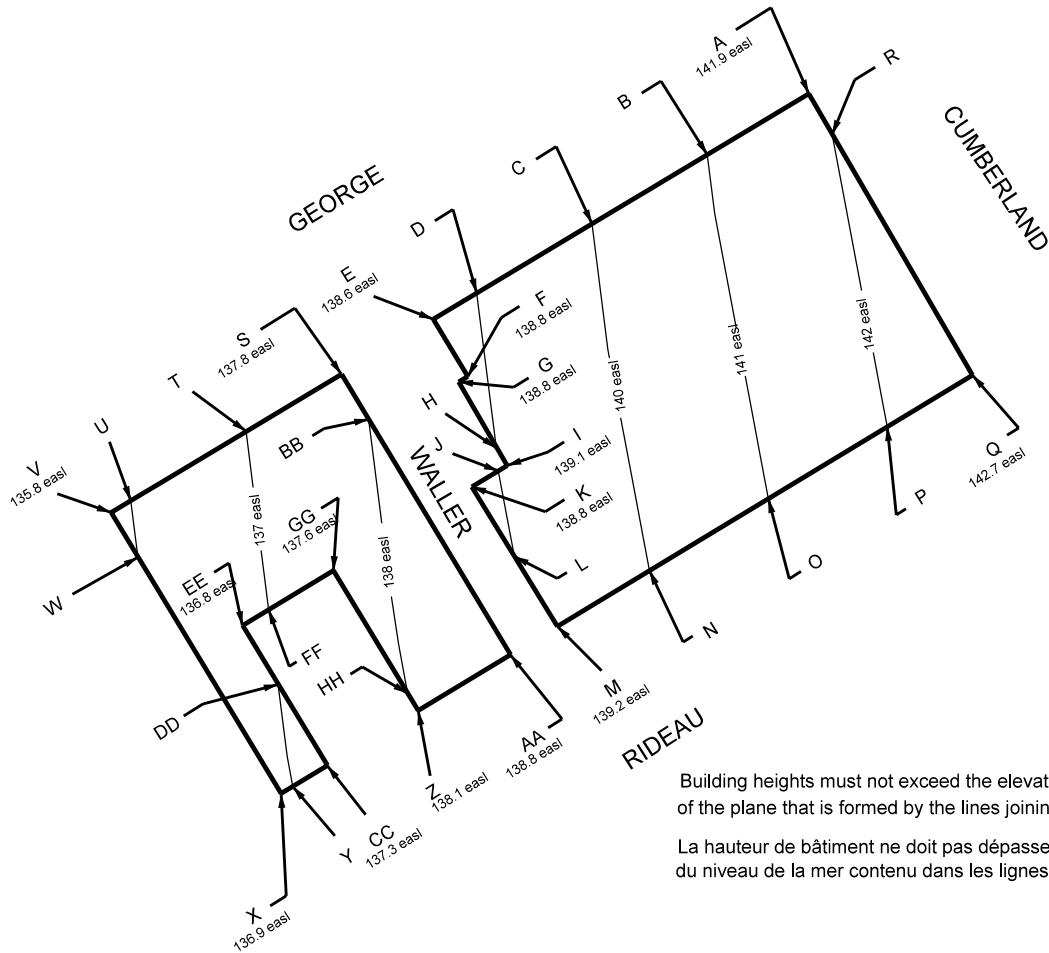 A
141.9 easl
R
B
CUMBERLAND
C
GEORGE
D
E
138.6 easl
F
138.8 easl
S
137.8 easl
G
138.8 easl
142 easl
141 easl
T
H
140 easl
U
BB
J
I
139.1 easl
V
135.8 easl
WALLER
K
138.8 easl
Q
142.7 easl
GG
137.6 easl
137 easl
P
138 easl
EE
136.8 easl
L
O
W
FF
N
HH
M
139.2 easl
DD
RIDEAU
AA
138.8 easl
Z
138.1 easl
CC
137.3 easl
Y
X
136.9 easl
Building heights must not exceed the elevat
of the plane that is formed by the lines joinin
La hauteur de bâtiment ne doit pas dépasse
du niveau de la mer contenu dans les lignes